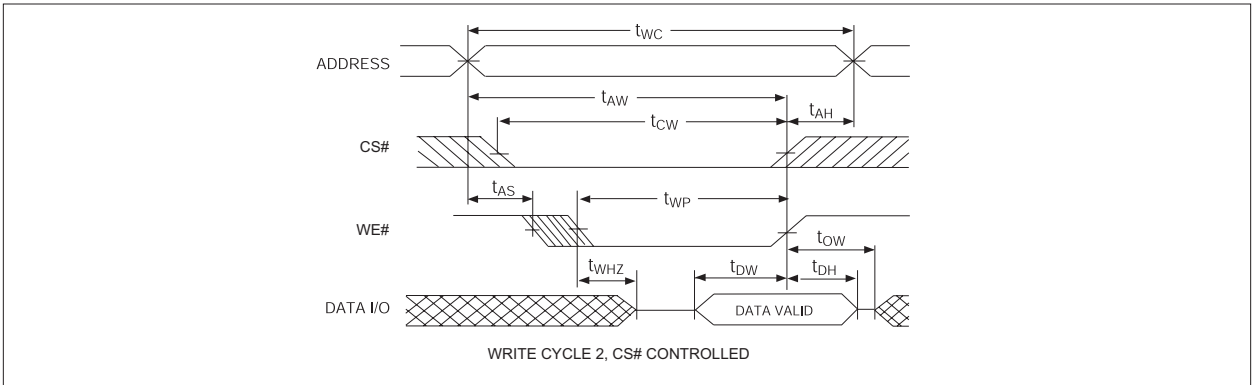 tWC
ADDRESS
tAW
tAH
tCW
CS#
tAS
tWP
WE#
tOW
tWHZ
tDW
tDH
DATA I/O
DATA VALID
WRITE CYCLE 2, CS# CONTROLLED